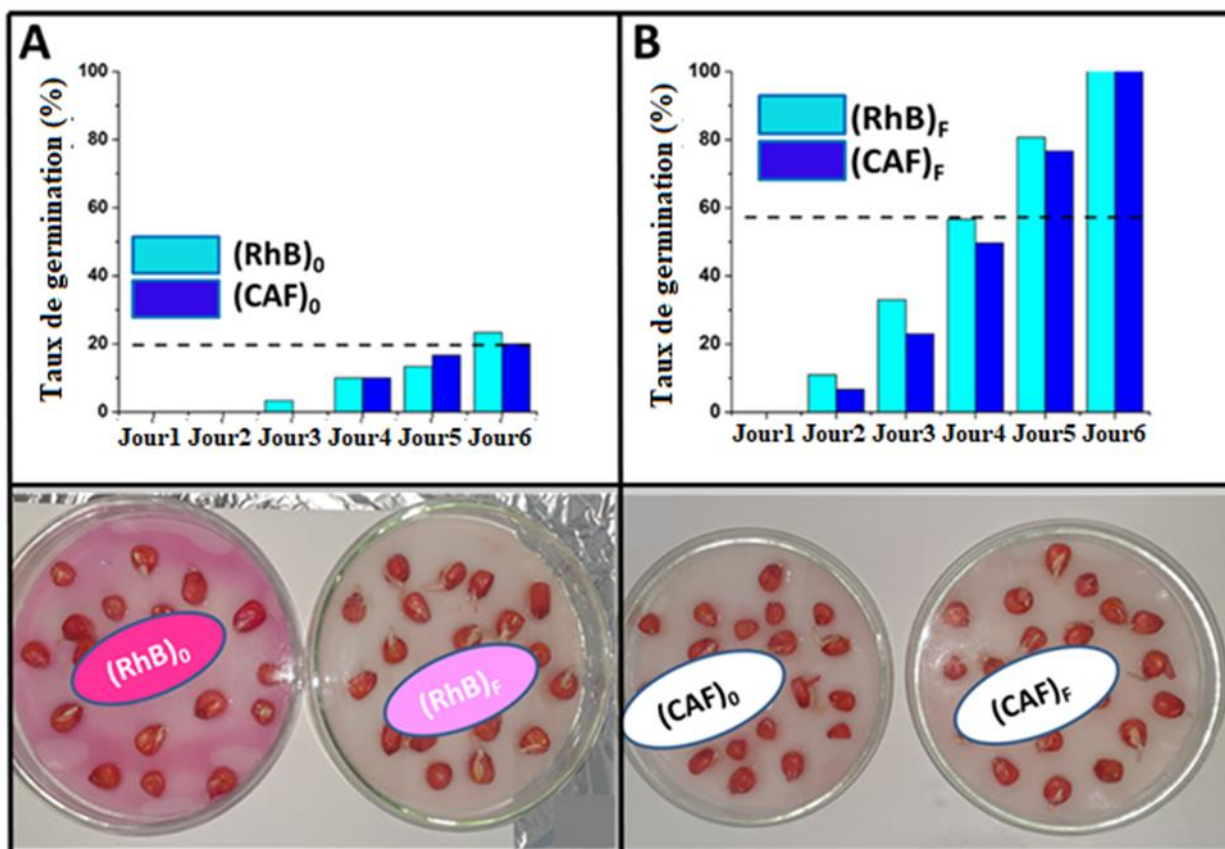 A
Taux de germination (%)
100
80
60
40
20
0
(RhB)₀
(CAF)₀
Jour1 Jour2 Jour3 Jour4 Jour5 Jour6
B
Taux de germination (%)
100
80
60
40
20
0
(RhB)F
(CAF)F
Jour1 Jour2 Jour3 Jour4 Jour5 Jour6
(RhB)₀
(RhB)F
(CAF)₀
(CAF)F